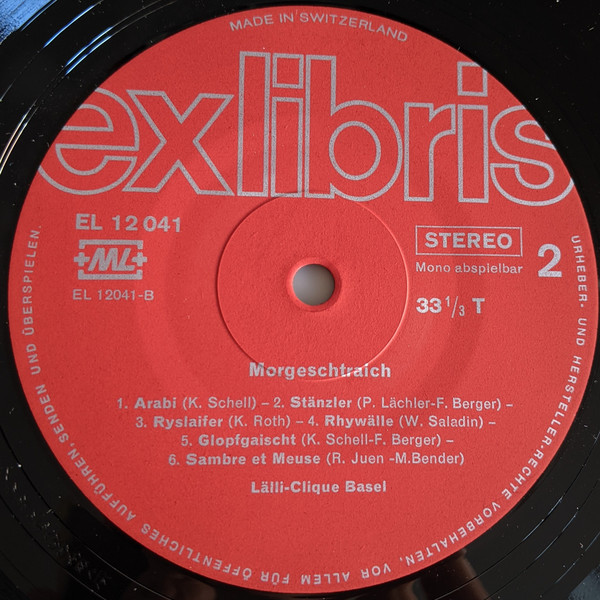 MADE IN SWITZERLAND
exlibris
EL 12 041
+ML+
EL 12041-B
STEREO
Mono abspielbar
2
33 1/3 T
Morgeschtraich
1. Arabi (K. Schell) – 2. Stänzler (P. Lächler-F. Berger) –
3. Ryslaifer (K. Roth) – 4. Rhywälle (W. Saladin) –
5. Glopfgaischt (K. Schell-F. Berger) –
6. Sambre et Meuse (R. Juen -M.Bender)
Lälli-Clique Basel
URHEBER- UND HERSTELLER-RECHTE VORBEHALTEN, VOR ALLEM FÜR ÖFFENTLICHES AUFFÜHREN, SENDEN UND ÜBERSPIELEN.